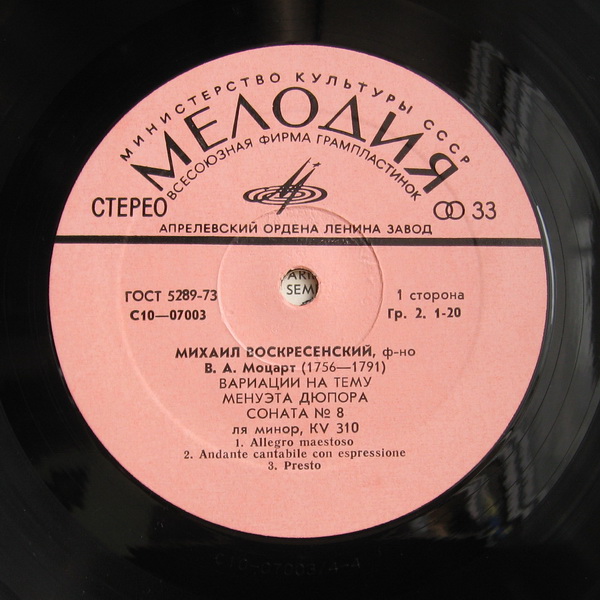 МИНИСТЕРСТВО КУЛЬТУРЫ СССР
МЕЛОДИЯ
ВСЕСОЮЗНАЯ ФИРМА ГРАМПЛАСТИНОК
СТЕРЕО
33
АПРЕЛЕВСКИЙ ОРДЕНА ЛЕНИНА ЗАВОД
ГОСТ 5289-73
1 сторона
С10—07003
Гр. 2. 1-20
SEM
МИХАИЛ ВОСКРЕСЕНСКИЙ, ф-но
В. А. Моцарт (1756—1791)
ВАРИАЦИИ НА ТЕМУ
МЕНУЭТА ДЮПОРА
СОНАТА № 8
ля минор, KV 310
1. Allegro maestoso
2. Andante cantabile con espressione
3. Presto